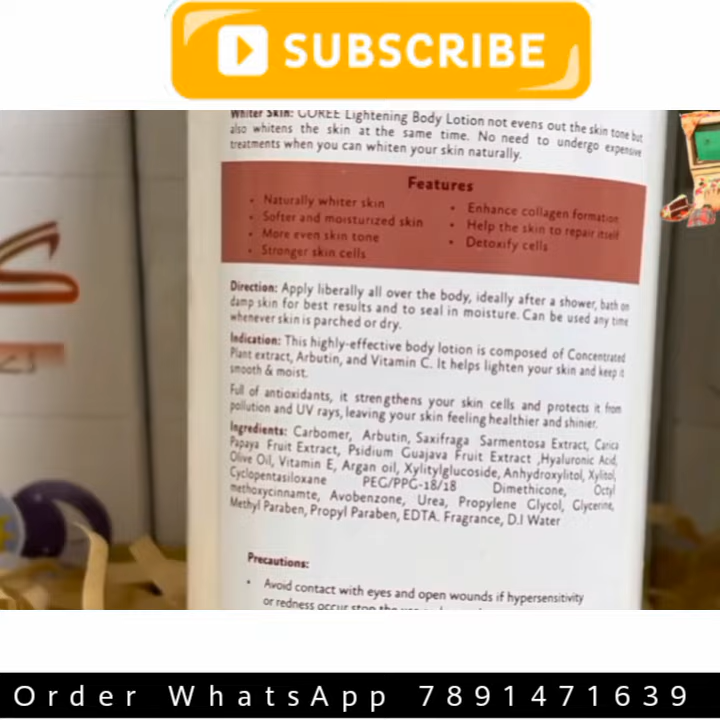 SUBSCRIBE
Whiter Skin: GOREE Lightening Body Lotion not evens out the skin tone but
also whitens the skin at the same time. No need to undergo expensive
treatments when you can whiten your skin naturally.
Features
• Naturally whiter skin
• Softer and moisturized skin
• More even skin tone
• Stronger skin cells
• Enhance collagen formation
• Help the skin to repair itself
• Detoxify cells
Direction: Apply liberally all over the body, ideally after a shower, bath on
damp skin for best results and to seal in moisture. Can be used any time
whenever skin is parched or dry.
Indication: This highly-effective body lotion is composed of Concentrated
Plant extract, Arbutin, and Vitamin C. It helps lighten your skin and keep it
smooth & moist.
Full of antioxidants, it strengthens your skin cells and protects it from
pollution and UV rays, leaving your skin feeling healthier and shinier.
Ingredients: Carbomer, Arbutin, Saxifraga Sarmentosa Extract, Carica
Papaya Fruit Extract, Psidium Guajava Fruit Extract ,Hyaluronic Acid,
Olive Oil, Vitamin E, Argan oil, Xylitylglucoside, Anhydroxylitol, Xylitol,
Cyclopentasiloxane PEG/PPG-18/18 Dimethicone, Octyl
methoxycinnamte, Avobenzone, Urea, Propylene Glycol, Glycerine,
Methyl Paraben, Propyl Paraben, EDTA. Fragrance, D.I Water
Precautions:
• Avoid contact with eyes and open wounds if hypersensitivity
or redness occur stop the
Order WhatsApp 7891471639